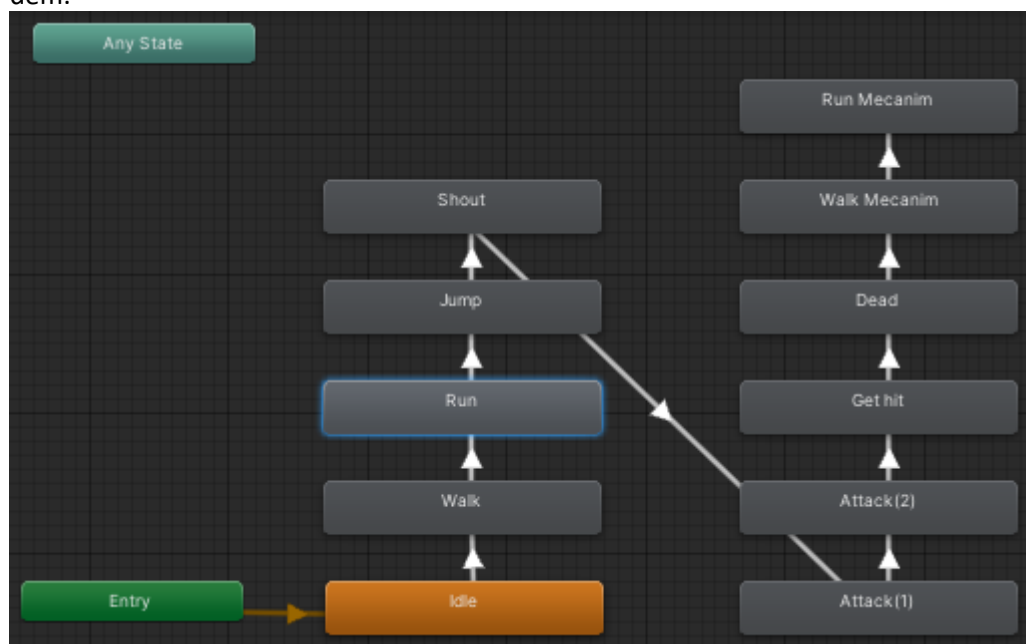 dem.
Any State
Run Mecanim
Shout
Walk Mecanim
Jump
Dead
Run
Get hit
Walk
Attack(2)
Entry
Idle
Attack(1)